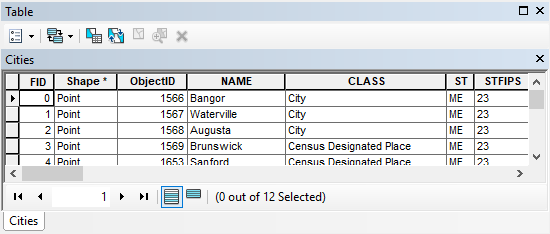 Table
Cities
FID Shape * ObjectID NAME CLASS ST STFIPS
0 Point 1566 Bangor City ME 23
1 Point 1567 Waterville City ME 23
2 Point 1568 Augusta City ME 23
3 Point 1569 Brunswick Census Designated Place ME 23
4 Point 1653 Sanford Census Designated Place ME 23
1 (0 out of 12 Selected)
Cities